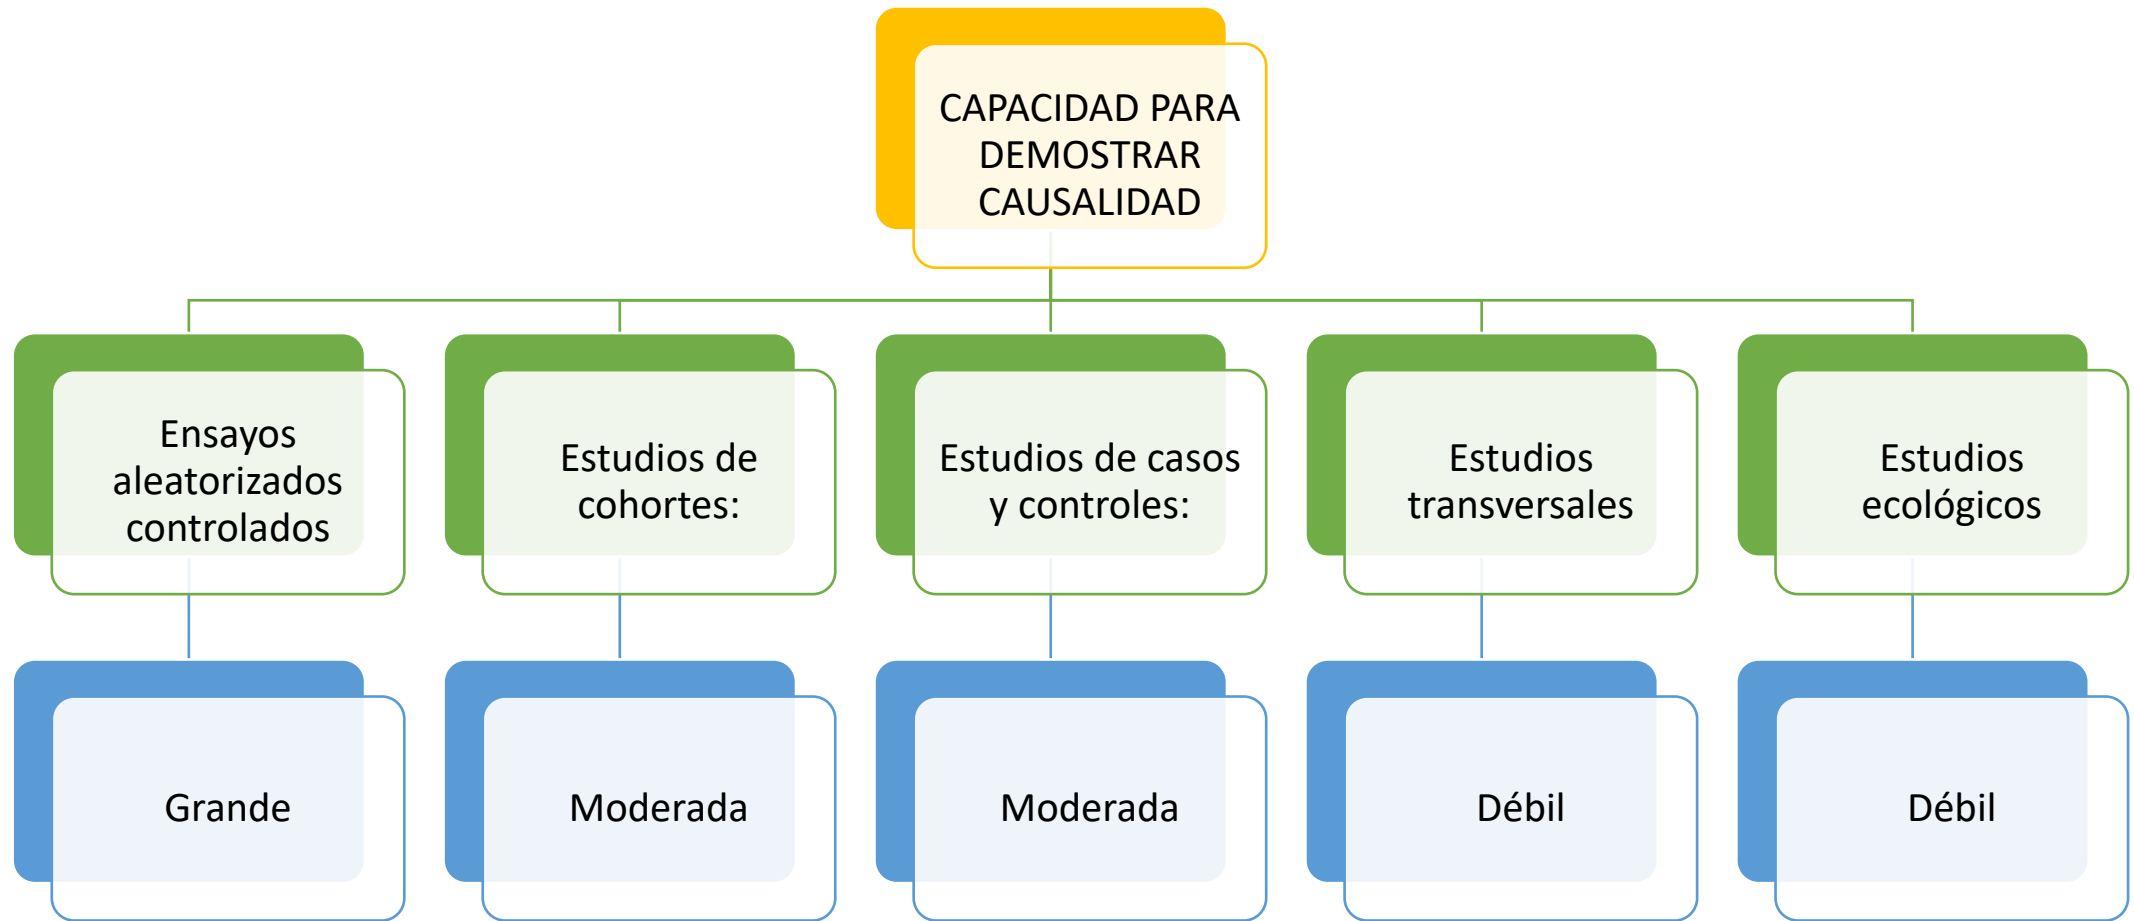 CAPACIDAD PARA
DEMOSTRAR
CAUSALIDAD
Ensayos
aleatorizados
controlados
Estudios de
cohortes:
Estudios de casos
y controles:
Estudios
transversales
Estudios
ecológicos
Grande
Moderada
Moderada
Débil
Débil